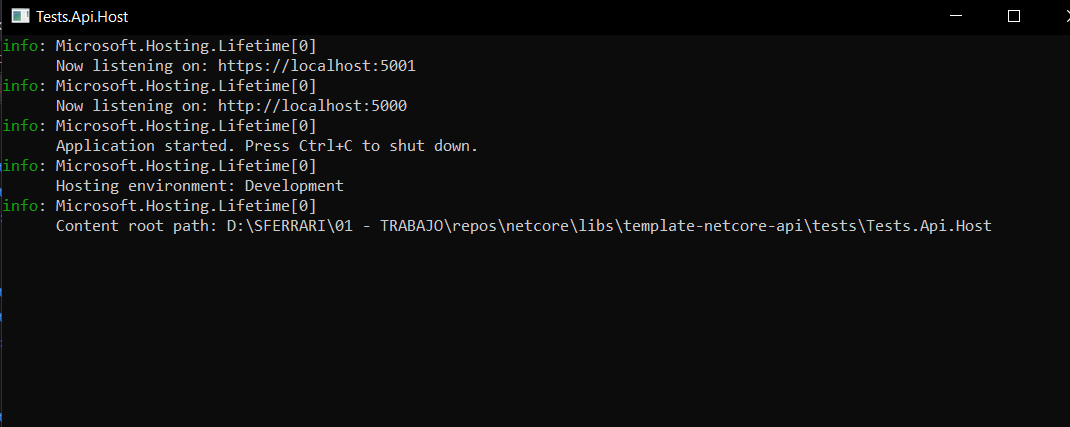 Tests.Api.Host
info: Microsoft.Hosting.Lifetime[0]
Now listening on: https://localhost:5001
info: Microsoft.Hosting.Lifetime[0]
Now listening on: http://localhost:5000
info: Microsoft.Hosting.Lifetime[0]
Application started. Press Ctrl+C to shut down.
info: Microsoft.Hosting.Lifetime[0]
Hosting environment: Development
info: Microsoft.Hosting.Lifetime[0]
Content root path: D:\SFERRARI\01 - TRABAJO\repos\netcore\libs\template-netcore-api\tests\Tests.Api.Host